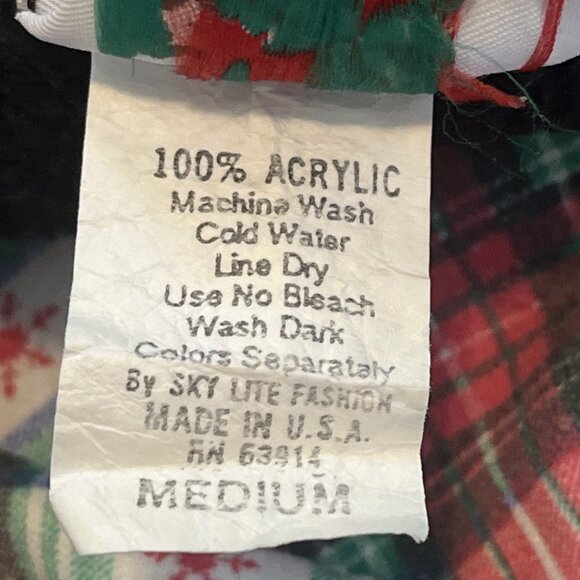 100% ACRYLIC
Machine Wash
Cold Water
Line Dry
Use No Bleach
Wash Dark
Colors Separately
By SKY LITE FASHION
MADE IN U.S.A.
RN 63914
MEDIUM